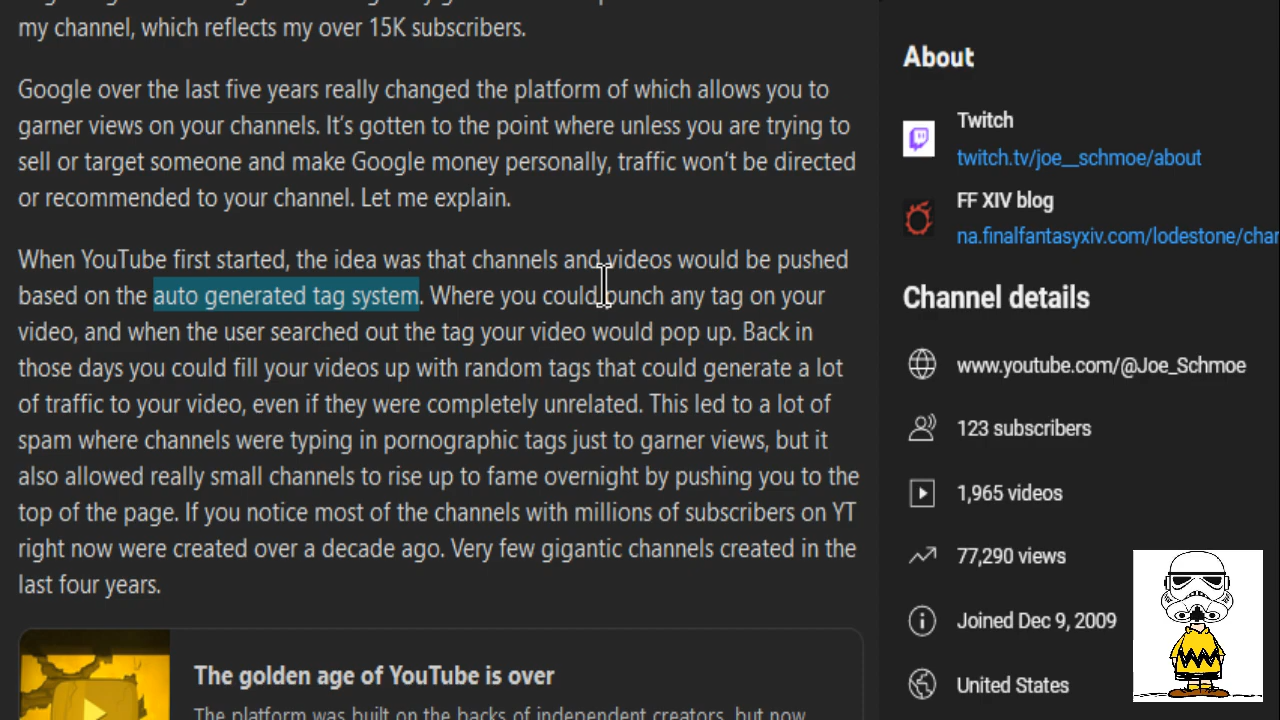 my channel, which reflects my over 15K subscribers.
Google over the last five years really changed the platform of which allows you to
garner views on your channels. It's gotten to the point where unless you are trying to
sell or target someone and make Google money personally, traffic won't be directed
or recommended to your channel. Let me explain.
When YouTube first started, the idea was that channels and videos would be pushed
based on the auto generated tag system. Where you could punch any tag on your
video, and when the user searched out the tag your video would pop up. Back in
those days you could fill your videos up with random tags that could generate a lot
of traffic to your video, even if they were completely unrelated. This led to a lot of
spam where channels were typing in pornographic tags just to garner views, but it
also allowed really small channels to rise up to fame overnight by pushing you to the
top of the page. If you notice most of the channels with millions of subscribers on YT
right now were created over a decade ago. Very few gigantic channels created in the
last four years.
The golden age of YouTube is over
The platform was built on the backs of independent creators, but now
About
Twitch
twitch.tv/joe__schmoe/about
FF XIV blog
na.finalfantasyxiv.com/lodestone/char
Channel details
www.youtube.com/@Joe_Schmoe
123 subscribers
1,965 videos
77,290 views
Joined Dec 9, 2009
United States